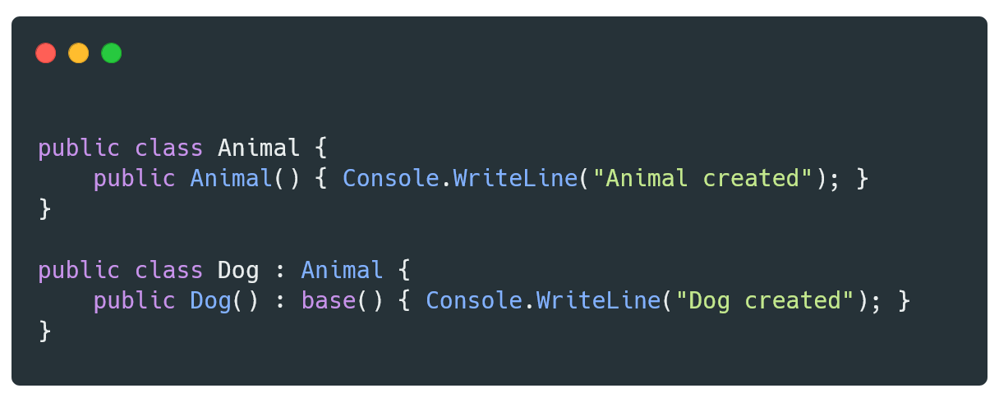 public class Animal {
    public Animal() { Console.WriteLine("Animal created"); }
}
public class Dog : Animal {
    public Dog() : base() { Console.WriteLine("Dog created"); }
}